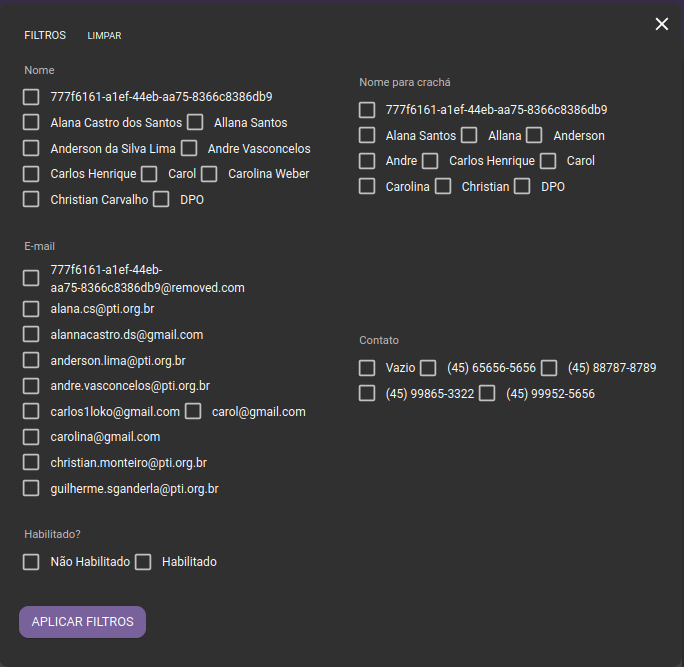 FILTROS LIMPAR
Nome
777f6161-a1ef-44eb-aa75-8366c8386db9
Alana Castro dos Santos Allana Santos
Anderson da Silva Lima Andre Vasconcelos
Carlos Henrique Carol Carolina Weber
Christian Carvalho DPO
Nome para crachá
777f6161-a1ef-44eb-aa75-8366c8386db9
Alana Santos Allana Anderson
Andre Carlos Henrique Carol
Carolina Christian DPO
E-mail
777f6161-a1ef-44eb-
aa75-8366c8386db9@removed.com
alana.cs@pti.org.br
alannacastro.ds@gmail.com
anderson.lima@pti.org.br
andre.vasconcelos@pti.org.br
carlos1loko@gmail.com carol@gmail.com
carolina@gmail.com
christian.monteiro@pti.org.br
guilherme.sganderla@pti.org.br
Contato
Vazio (45) 65656-5656 (45) 88787-8789
(45) 99865-3322 (45) 99952-5656
Habilitado?
Não Habilitado Habilitado
APLICAR FILTROS